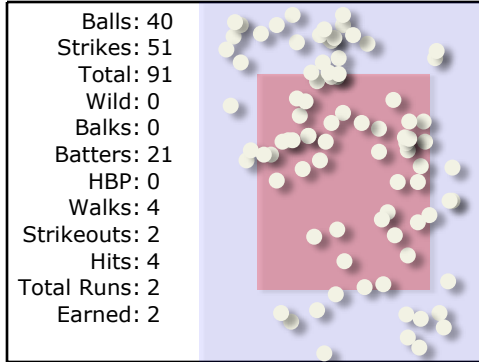 Balls: 40
Strikes: 51
Total: 91
Wild: 0
Balks: 0
Batters: 21
HBP: 0
Walks: 4
Strikeouts: 2
Hits: 4
Total Runs: 2
Earned: 2